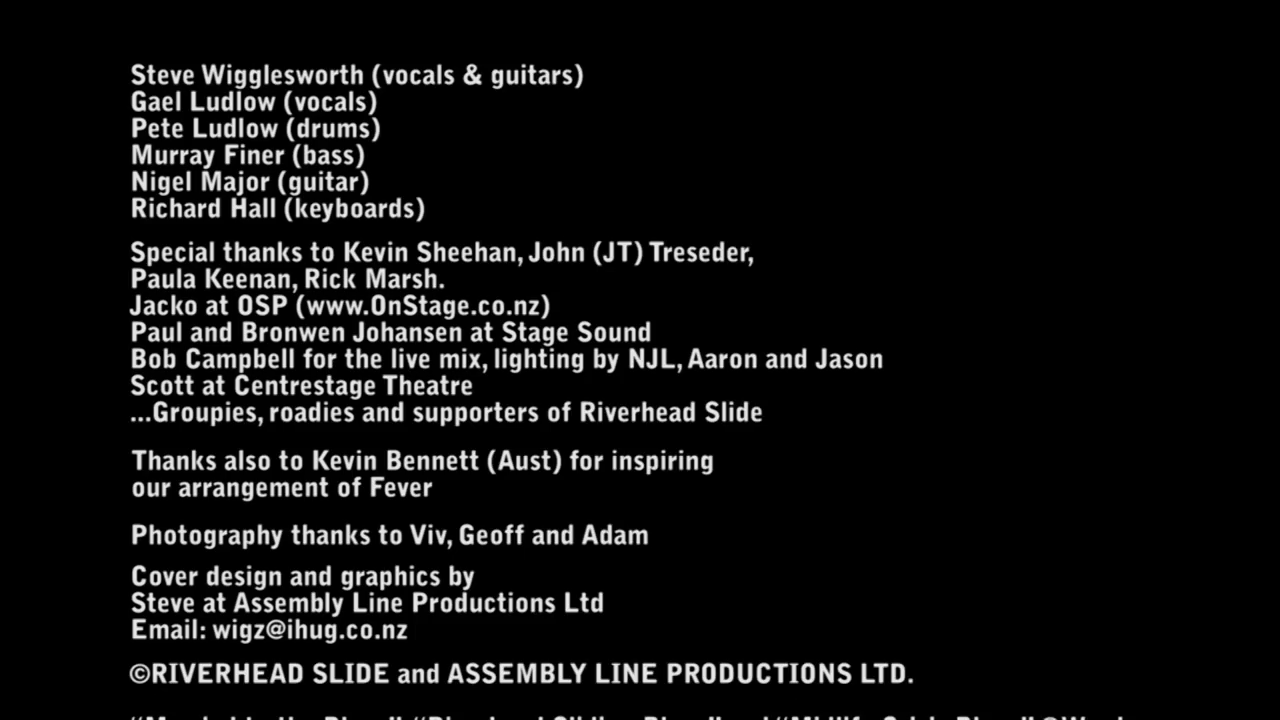 Steve Wigglesworth (vocals & guitars)
Gael Ludlow (vocals)
Pete Ludlow (drums)
Murray Finer (bass)
Nigel Major (guitar)
Richard Hall (keyboards)
Special thanks to Kevin Sheehan, John (JT) Treseder,
Paula Keenan, Rick Marsh.
Jacko at OSP (www.OnStage.co.nz)
Paul and Bronwen Johansen at Stage Sound
Bob Campbell for the live mix, lighting by NJL, Aaron and Jason
Scott at Centrestage Theatre
...Groupies, roadies and supporters of Riverhead Slide
Thanks also to Kevin Bennett (Aust) for inspiring
our arrangement of Fever
Photography thanks to Viv, Geoff and Adam
Cover design and graphics by
Steve at Assembly Line Productions Ltd
Email: wigz@ihug.co.nz
©RIVERHEAD SLIDE and ASSEMBLY LINE PRODUCTIONS LTD.